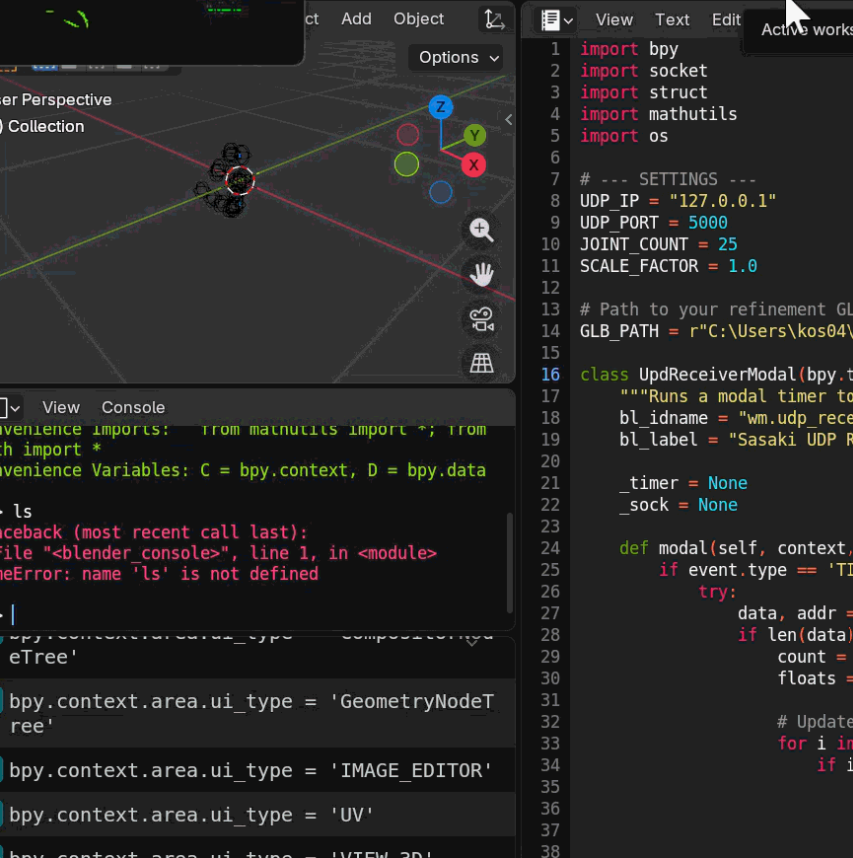 ct Add Object
Options
ser Perspective
) Collection
Z
Y
X
View Console
nvenience Imports: from mathutils import *; from
th import *
nvenience Variables: C = bpy.context, D = bpy.data
ls
aceback (most recent call last):
File "<blender_console>", line 1, in <module>
meError: name 'ls' is not defined
eTree'
bpy.context.area.ui_type = 'GeometryNodeT
ree'
bpy.context.area.ui_type = 'IMAGE_EDITOR'
bpy.context.area.ui_type = 'UV'
bpy.context.area.ui_type = 'VIEW_3D'
View Text Edit
Active works
1 import bpy
2 import socket
3 import struct
4 import mathutils
5 import os
6
7 # --- SETTINGS ---
8 UDP_IP = "127.0.0.1"
9 UDP_PORT = 5000
10 JOINT_COUNT = 25
11 SCALE_FACTOR = 1.0
12
13 # Path to your refinement GL
14 GLB_PATH = r"C:\Users\kos04\
15
16 class UpdReceiverModal(bpy.t
17 """Runs a modal timer to
18 bl_idname = "wm.udp_rece
19 bl_label = "Sasaki UDP R
20
21 _timer = None
22 _sock = None
23
24 def modal(self, context,
25 if event.type == 'TI
26 try:
27 data, addr =
28 if len(data)
29 count =
30 floats =
31
32 # Update
33 for i in
34 if i
35
36
37
38